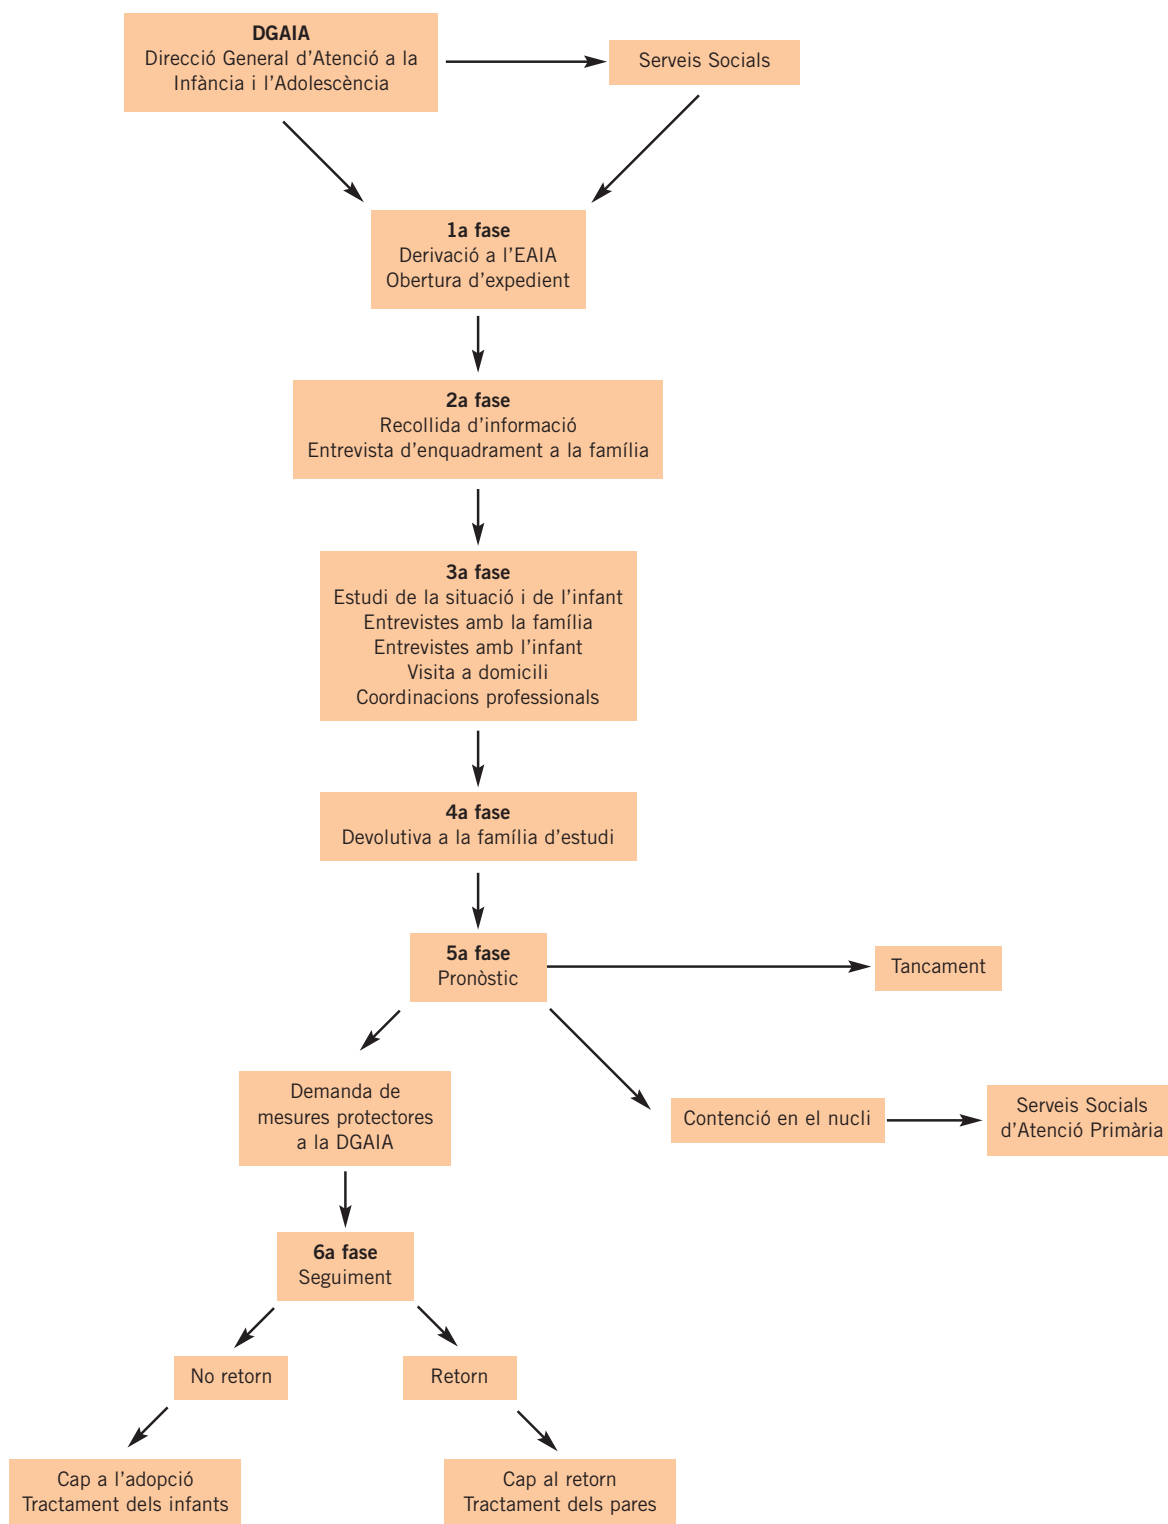 DGAIA
Direcció General d'Atenció a la
Infància i l'Adolescència
Serveis Socials
1a fase
Derivació a l'EAIA
Obertura d'expedient
2a fase
Recollida d'informació
Entrevista d'enquadrament a la família
3a fase
Estudi de la situació i de l'infant
Entrevistes amb la família
Entrevistes amb l'infant
Visita a domicili
Coordinacions professionals
4a fase
Devolutiva a la família d'estudi
5a fase
Pronòstic
Tancament
Demanda de
mesures protectores
a la DGAIA
Contenció en el nucli
Serveis Socials
d'Atenció Primària
6a fase
Seguiment
No retorn
Retorn
Cap a l'adopció
Tractament dels infants
Cap al retorn
Tractament dels pares